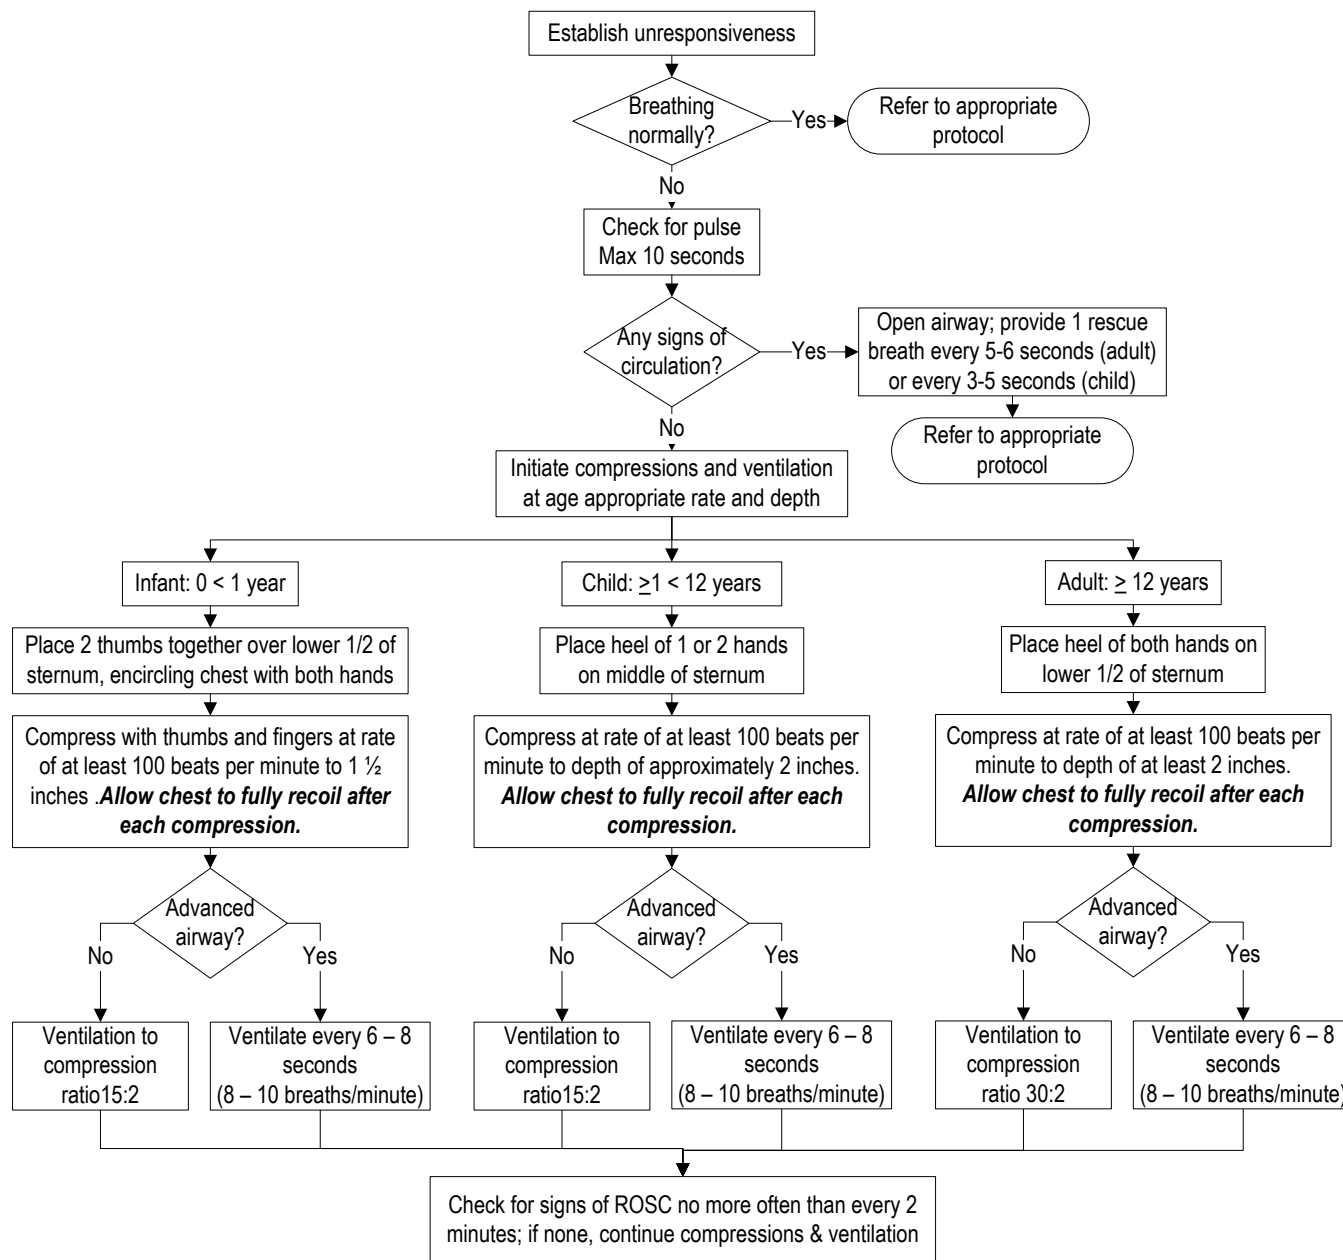 Establish unresponsiveness
Breathing
normally?
Yes
Refer to appropriate
protocol
No
Check for pulse
Max 10 seconds
Any signs of
circulation?
Yes
Open airway; provide 1 rescue
breath every 5-6 seconds (adult)
or every 3-5 seconds (child)
No
Refer to appropriate
protocol
Initiate compressions and ventilation
at age appropriate rate and depth
Infant: 0 < 1 year
Child: ≥1 < 12 years
Adult: ≥ 12 years
Place 2 thumbs together over lower 1/2 of
sternum, encircling chest with both hands
Place heel of 1 or 2 hands
on middle of sternum
Place heel of both hands on
lower 1/2 of sternum
Compress with thumbs and fingers at rate
of at least 100 beats per minute to 1 ½
inches .Allow chest to fully recoil after
each compression.
Compress at rate of at least 100 beats per
minute to depth of approximately 2 inches.
Allow chest to fully recoil after each
compression.
Compress at rate of at least 100 beats per
minute to depth of at least 2 inches.
Allow chest to fully recoil after each
compression.
Advanced
airway?
No
Yes
Advanced
airway?
No
Yes
Advanced
airway?
No
Yes
Ventilation to
compression
ratio15:2
Ventilate every 6 – 8
seconds
(8 – 10 breaths/minute)
Ventilation to
compression
ratio15:2
Ventilate every 6 – 8
seconds
(8 – 10 breaths/minute)
Ventilation to
compression
ratio 30:2
Ventilate every 6 – 8
seconds
(8 – 10 breaths/minute)
Check for signs of ROSC no more often than every 2
minutes; if none, continue compressions & ventilation